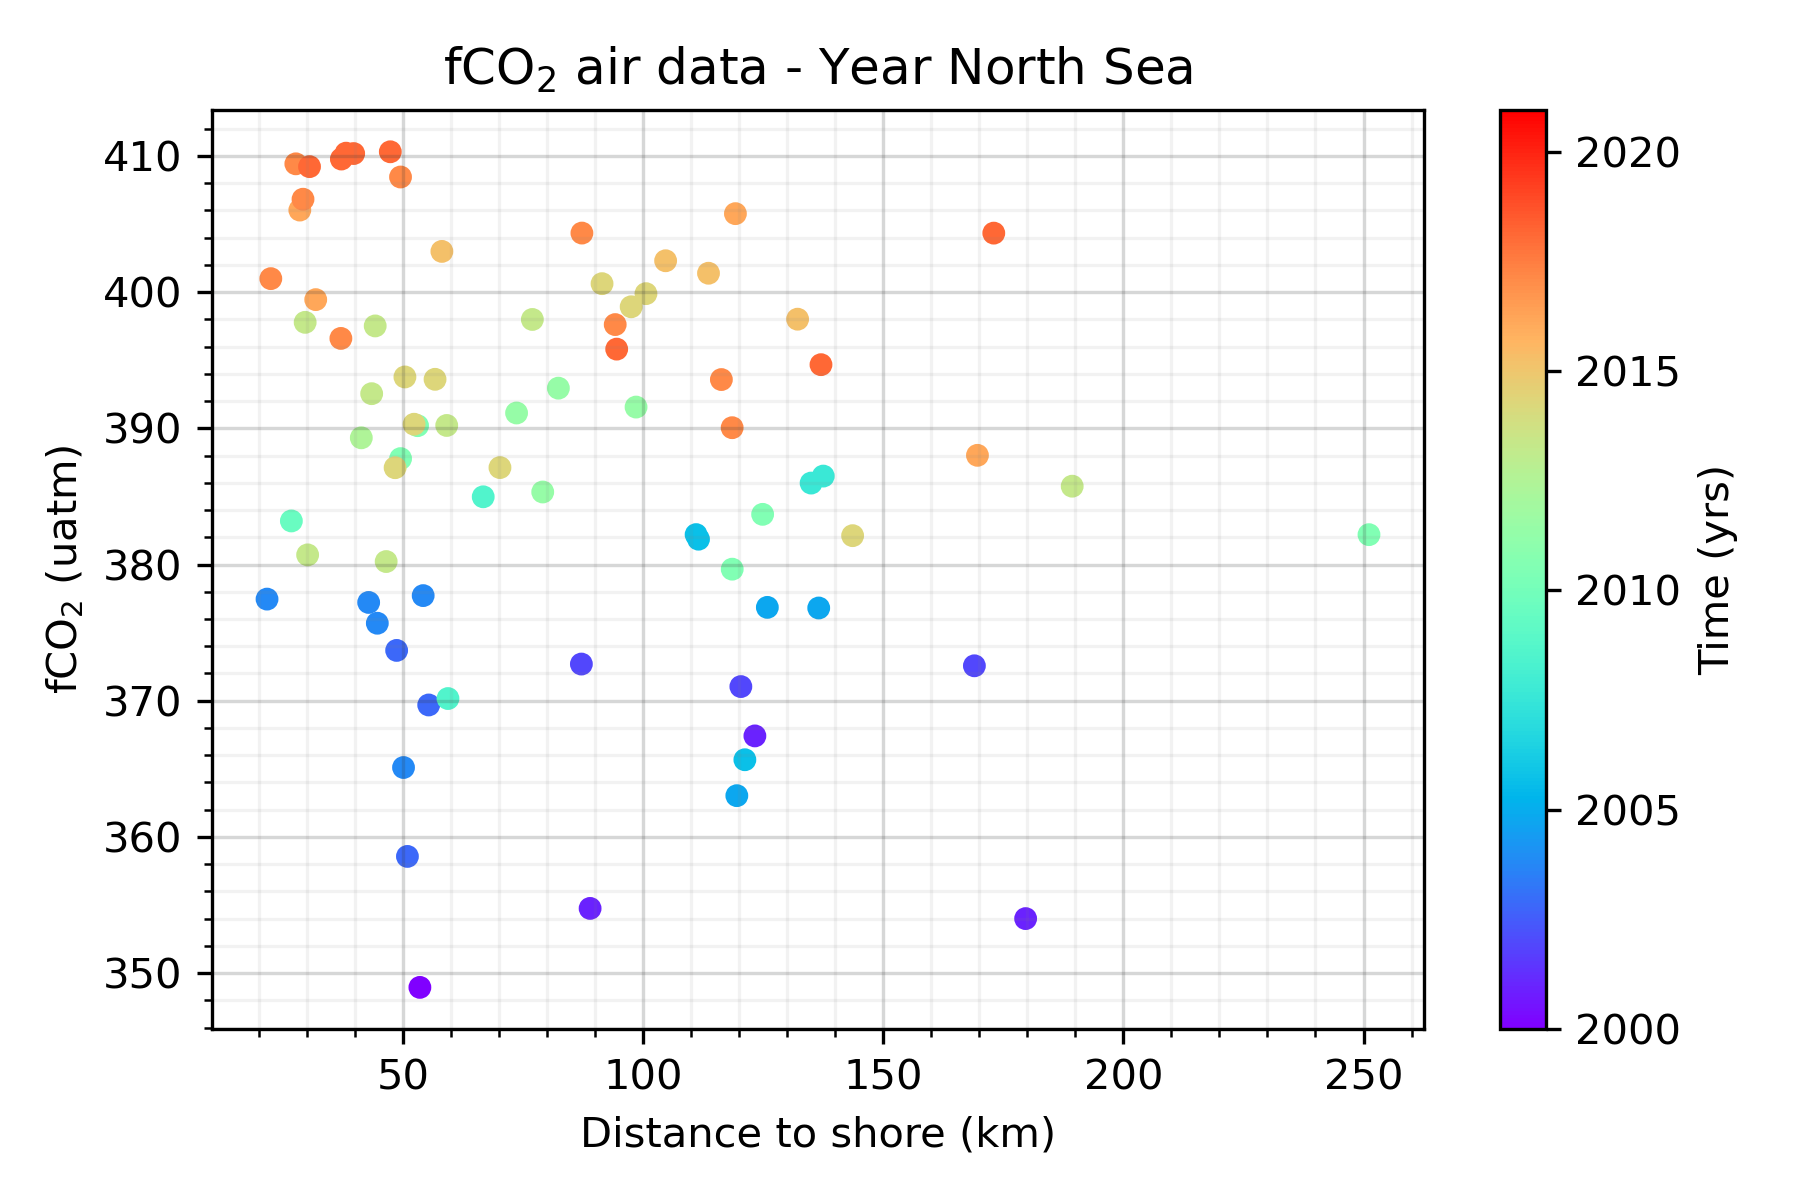 fCO₂ air data - Year North Sea
410
400
390
380
370
360
350
fCO₂ (uatm)
50 100 150 200 250
Distance to shore (km)
2020
2015
2010
2005
2000
Time (yrs)